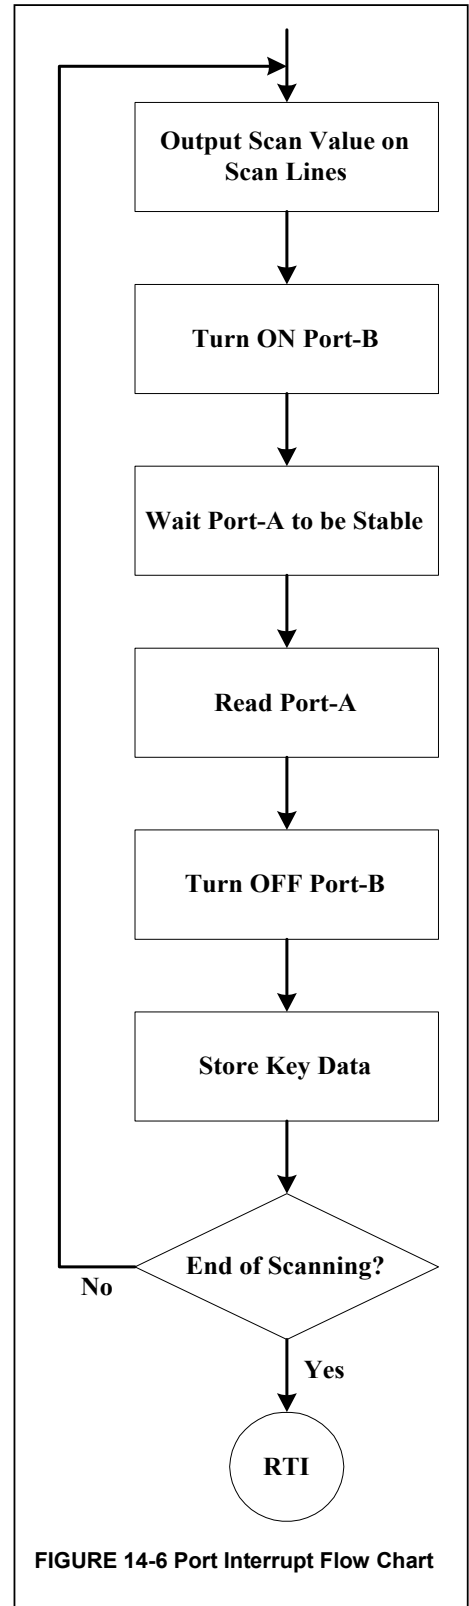 Output Scan Value on
Scan Lines
Turn ON Port-B
Wait Port-A to be Stable
Read Port-A
Turn OFF Port-B
Store Key Data
End of Scanning?
No
Yes
RTI
FIGURE 14-6 Port Interrupt Flow Chart